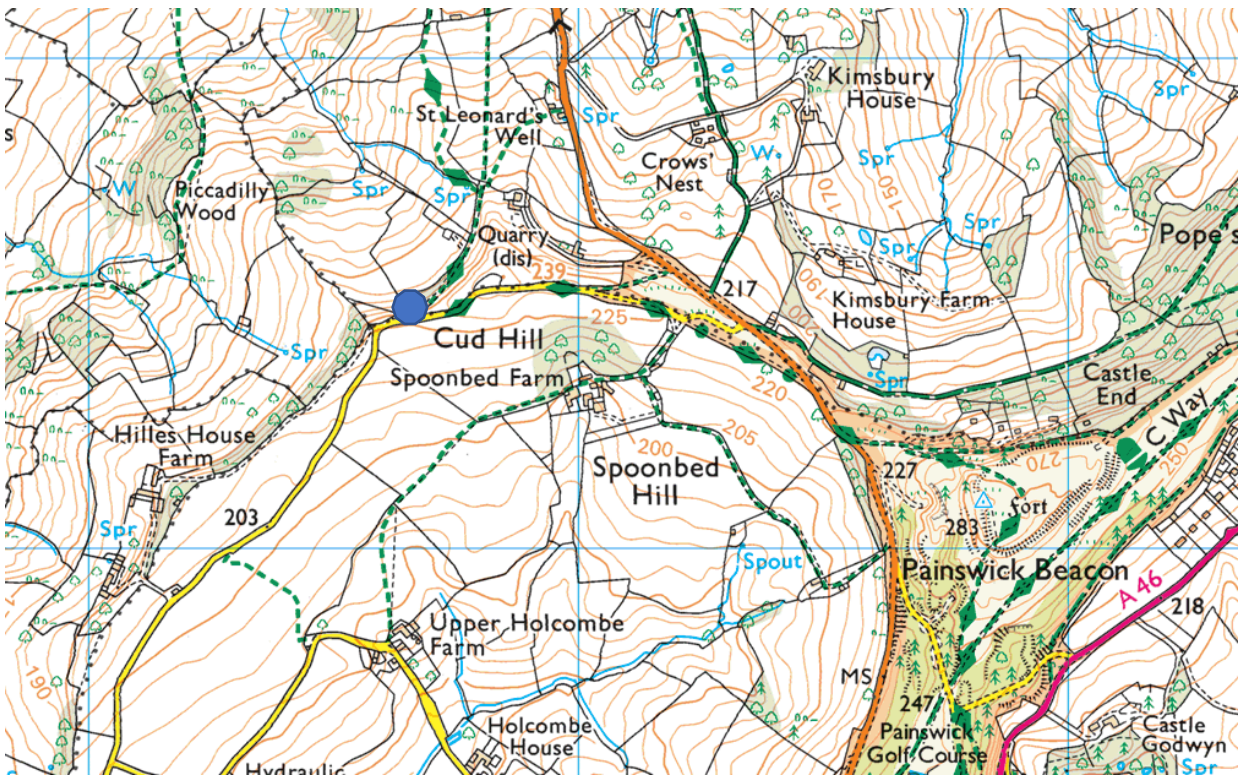 Kimsbury
House
St Leonard's
Well
Spr
Spr
Crows'
Nest
W
Spr
170
150
Spr
W
Piccadilly
Wood
Spr
Spr
Quarry
(dis)
239
Spr
Spr
Pope's
217
190
200
Kimsbury Farm
House
225
Cud Hill
Spr
Spoonbed Farm
220
Spr
Castle
End
C Way
Hilles House
Farm
205
200
Spoonbed
Hill
270
250
227
203
283
Fort
Spr
Spout
Painswick Beacon
A 46
218
Upper Holcombe
Farm
190
MS
247
Painswick
Golf Course
Holcombe
House
Castle
Godwyn
Spr
Hydraulic